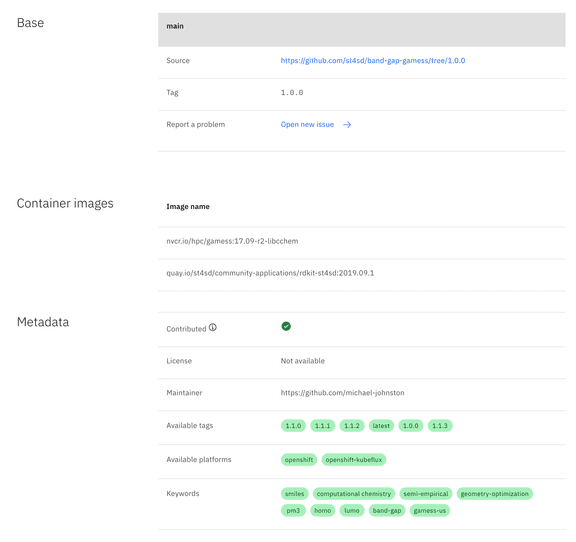 Base
main
Source https://github.com/st4sd/band-gap-gamess/tree/1.0.0
Tag 1.0.0
Report a problem Open new issue →
Container images
Image name
nvcr.io/hpc/gamess:17.09-r2-libcchem
quay.io/st4sd/community-applications/rdkit-st4sd:2019.09.1
Metadata
Contributed
License Not available
Maintainer https://github.com/michael-johnston
Available tags 1.1.0 1.1.1 1.1.2 latest 1.0.0 1.1.3
Available platforms openshift openshift-kubeflux
Keywords smiles computational chemistry semi-empirical geometry-optimization
pm3 homo lumo band-gap gamess-us